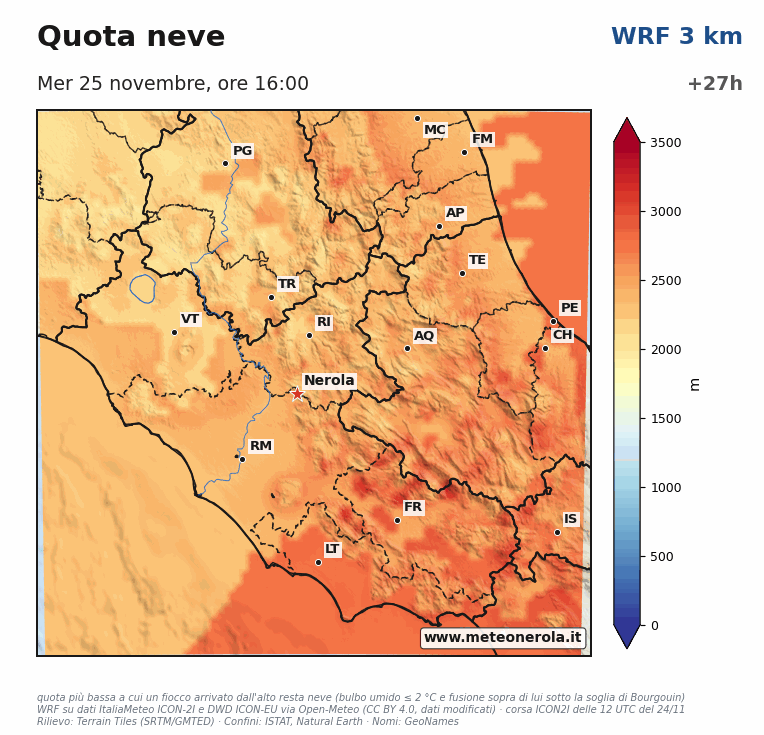 Quota neve
WRF 3 km
Mer 25 novembre, ore 16:00
+27h
MC
FM
PG
AP
TE
TR
PE
VT
RI
AQ
CH
Nerola
RM
FR
IS
LT
www.meteonerola.it
3500
3000
2500
2000
1500
1000
500
0
m
quota più bassa a cui un fiocco arrivato dall'alto resta neve (bulbo umido ≤ 2 °C e fusione sopra di lui sotto la soglia di Bourgouin)
WRF su dati ItaliaMeteo ICON-2I e DWD ICON-EU via Open-Meteo (CC BY 4.0, dati modificati) · corsa ICON2I delle 12 UTC del 24/11
Rilievo: Terrain Tiles (SRTM/GMTED) · Confini: ISTAT, Natural Earth · Nomi: GeoNames